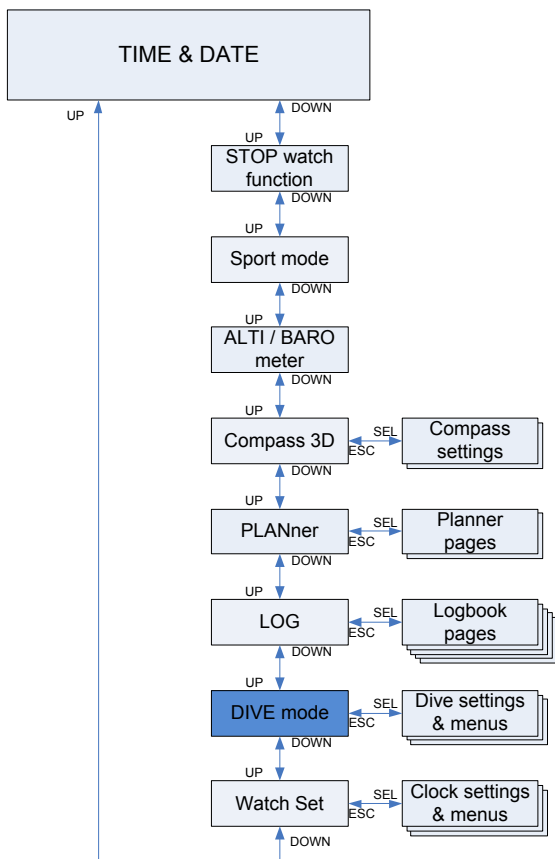 TIME & DATE
UP
DOWN
UP
STOP watch
function
DOWN
UP
Sport mode
DOWN
UP
ALTI / BARO
meter
DOWN
UP
Compass 3D
SEL
ESC
Compass
settings
DOWN
UP
PLANner
SEL
ESC
Planner
pages
DOWN
UP
LOG
SEL
ESC
Logbook
pages
DOWN
UP
DIVE mode
SEL
ESC
Dive settings
& menus
DOWN
UP
Watch Set
SEL
ESC
Clock settings
& menus
DOWN